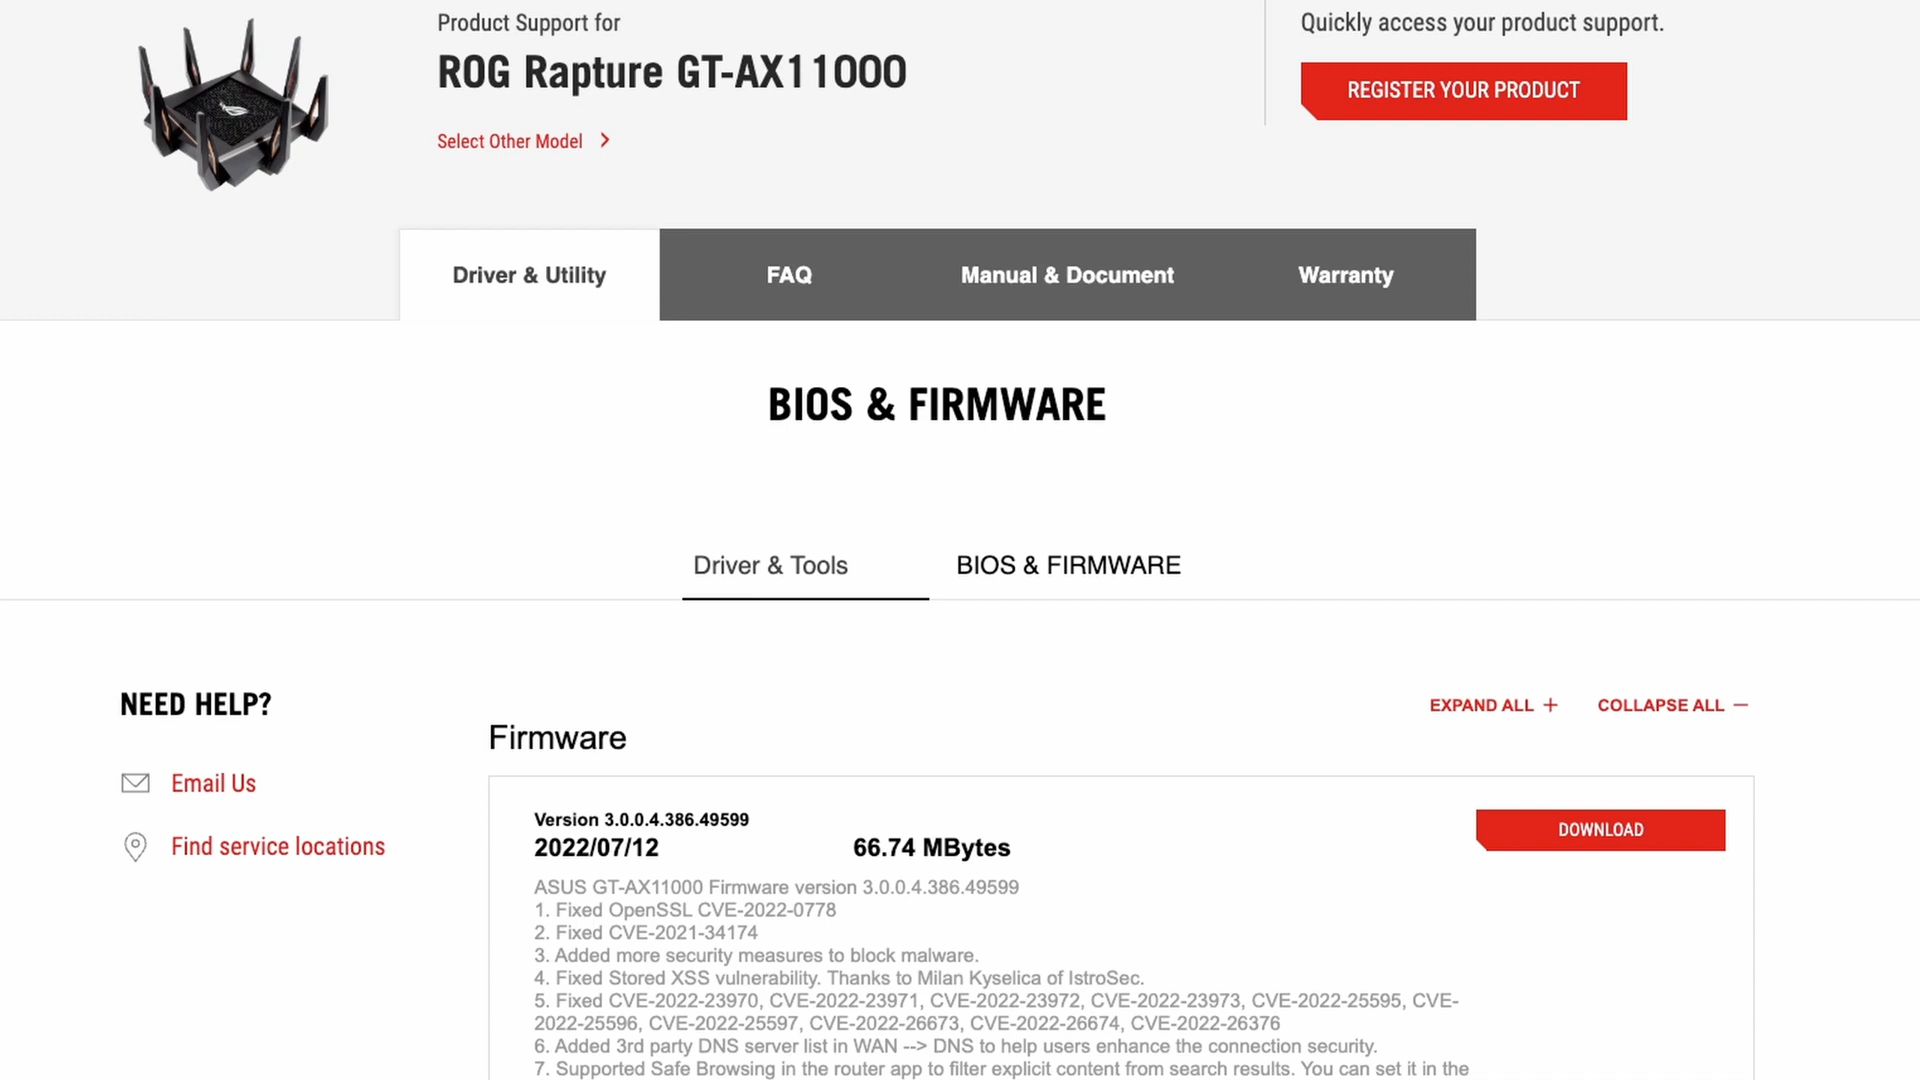 Product Support for
ROG Rapture GT-AX11000
Select Other Model
Quickly access your product support.
REGISTER YOUR PRODUCT
Driver & Utility
FAQ
Manual & Document
Warranty
BIOS & FIRMWARE
Driver & Tools
BIOS & FIRMWARE
NEED HELP?
Email Us
Find service locations
EXPAND ALL +
COLLAPSE ALL —
Firmware
Version 3.0.0.4.386.49599
2022/07/12
66.74 MBytes
DOWNLOAD
ASUS GT-AX11000 Firmware version 3.0.0.4.386.49599
1. Fixed OpenSSL CVE-2022-0778
2. Fixed CVE-2021-34174
3. Added more security measures to block malware.
4. Fixed Stored XSS vulnerability. Thanks to Milan Kyselica of IstroSec.
5. Fixed CVE-2022-23970, CVE-2022-23971, CVE-2022-23972, CVE-2022-23973, CVE-2022-25595, CVE-
2022-25596, CVE-2022-25597, CVE-2022-26673, CVE-2022-26674, CVE-2022-26376
6. Added 3rd party DNS server list in WAN --> DNS to help users enhance the connection security.
7. Supported Safe Browsing in the router app to filter explicit content from search results. You can set it in the